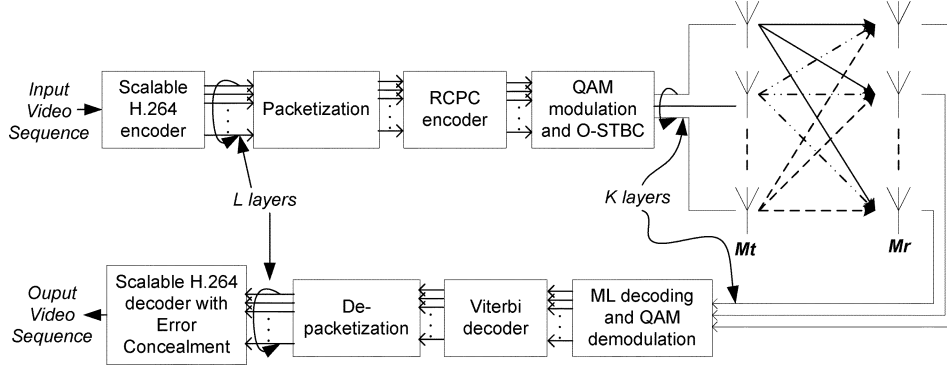 Input
Video
Sequence
Scalable
H.264
encoder
Packetization
RCPC
encoder
QAM
modulation
and O-STBC
L layers
K layers
Mt
Mr
Ouput
Video
Sequence
Scalable H.264
decoder with
Error
Concealment
De-
packetization
Viterbi
decoder
ML decoding
and QAM
demodulation